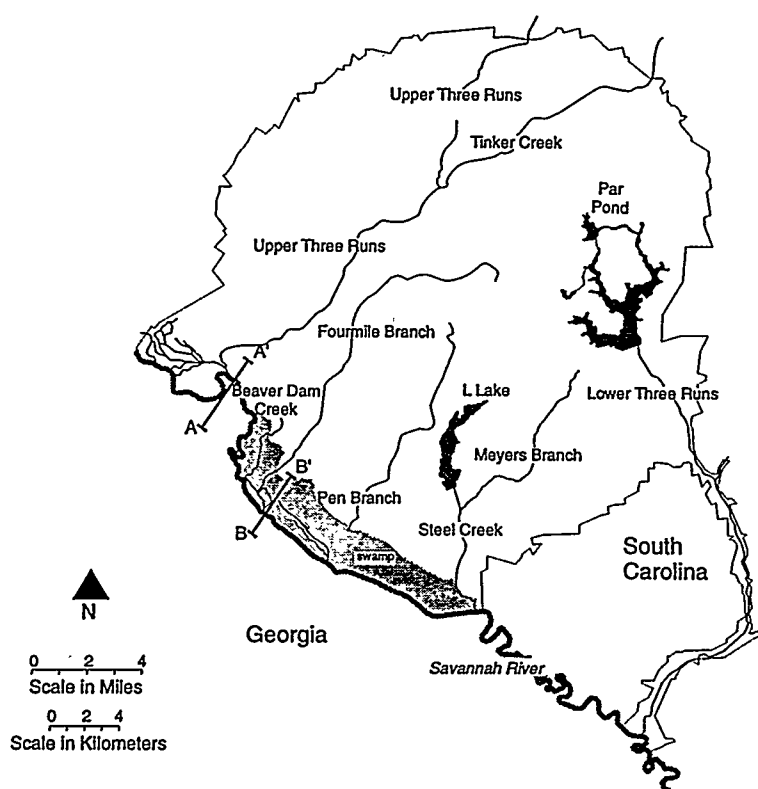 Upper Three Runs
Tinker Creek
Par
Pond
Upper Three Runs
Fourmile Branch
A'
Beaver Dam
Creek
L Lake
Lower Three Runs
A
Meyers Branch
B'
Pen Branch
B
Steel Creek
swamp
South
Carolina
N
Georgia
Savannah River
0 2 4
Scale in Miles
0 2 4
Scale in Kilometers